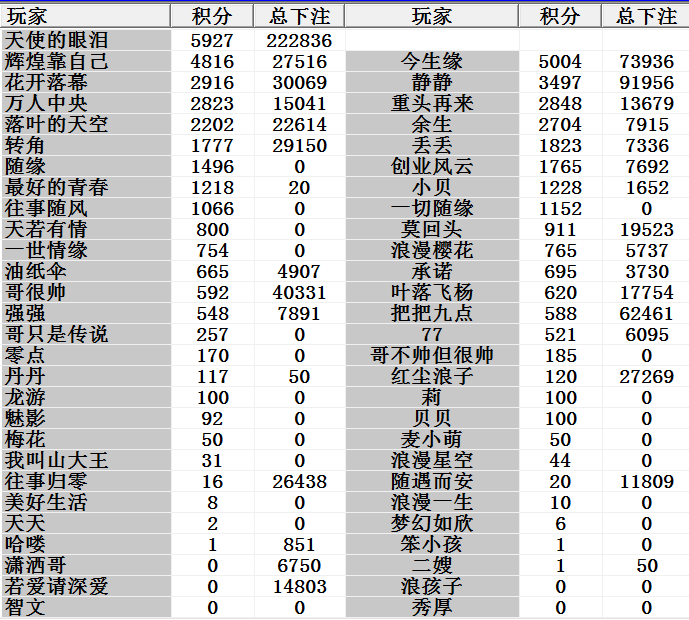 玩家 积分 总下注 玩家 积分 总下注
天使的眼泪 5927 222836
辉煌靠自己 4816 27516 今生缘 5004 73936
花开落幕 2916 30069 静静 3497 91956
万人中央 2823 15041 重头再来 2848 13679
落叶的天空 2202 22614 余生 2704 7915
转角 1777 29150 丢丢 1823 7336
随缘 1496 0 创业风云 1765 7692
最好的青春 1218 20 小贝 1228 1652
往事随风 1066 0 一切随缘 1152 0
天若有情 800 0 莫回头 911 19523
一世情缘 754 0 浪漫樱花 765 5737
油纸伞 665 4907 承诺 695 3730
哥很帅 592 40331 叶落飞杨 620 17754
强强 548 7891 把把九点 588 62461
哥只是传说 257 0 77 521 6095
零点 170 0 哥不帅但很帅 185 0
丹丹 117 50 红尘浪子 120 27269
龙游 100 0 莉 100 0
魅影 92 0 贝贝 100 0
梅花 50 0 麦小萌 50 0
我叫山大王 31 0 浪漫星空 44 0
往事归零 16 26438 随遇而安 20 11809
美好生活 8 0 浪漫一生 10 0
天天 2 0 梦幻如欣 6 0
哈喽 1 851 笨小孩 1 0
潇洒哥 0 6750 二嫂 1 50
若爱请深爱 0 14803 浪孩子 0 0
智文 0 0 秀厚 0 0